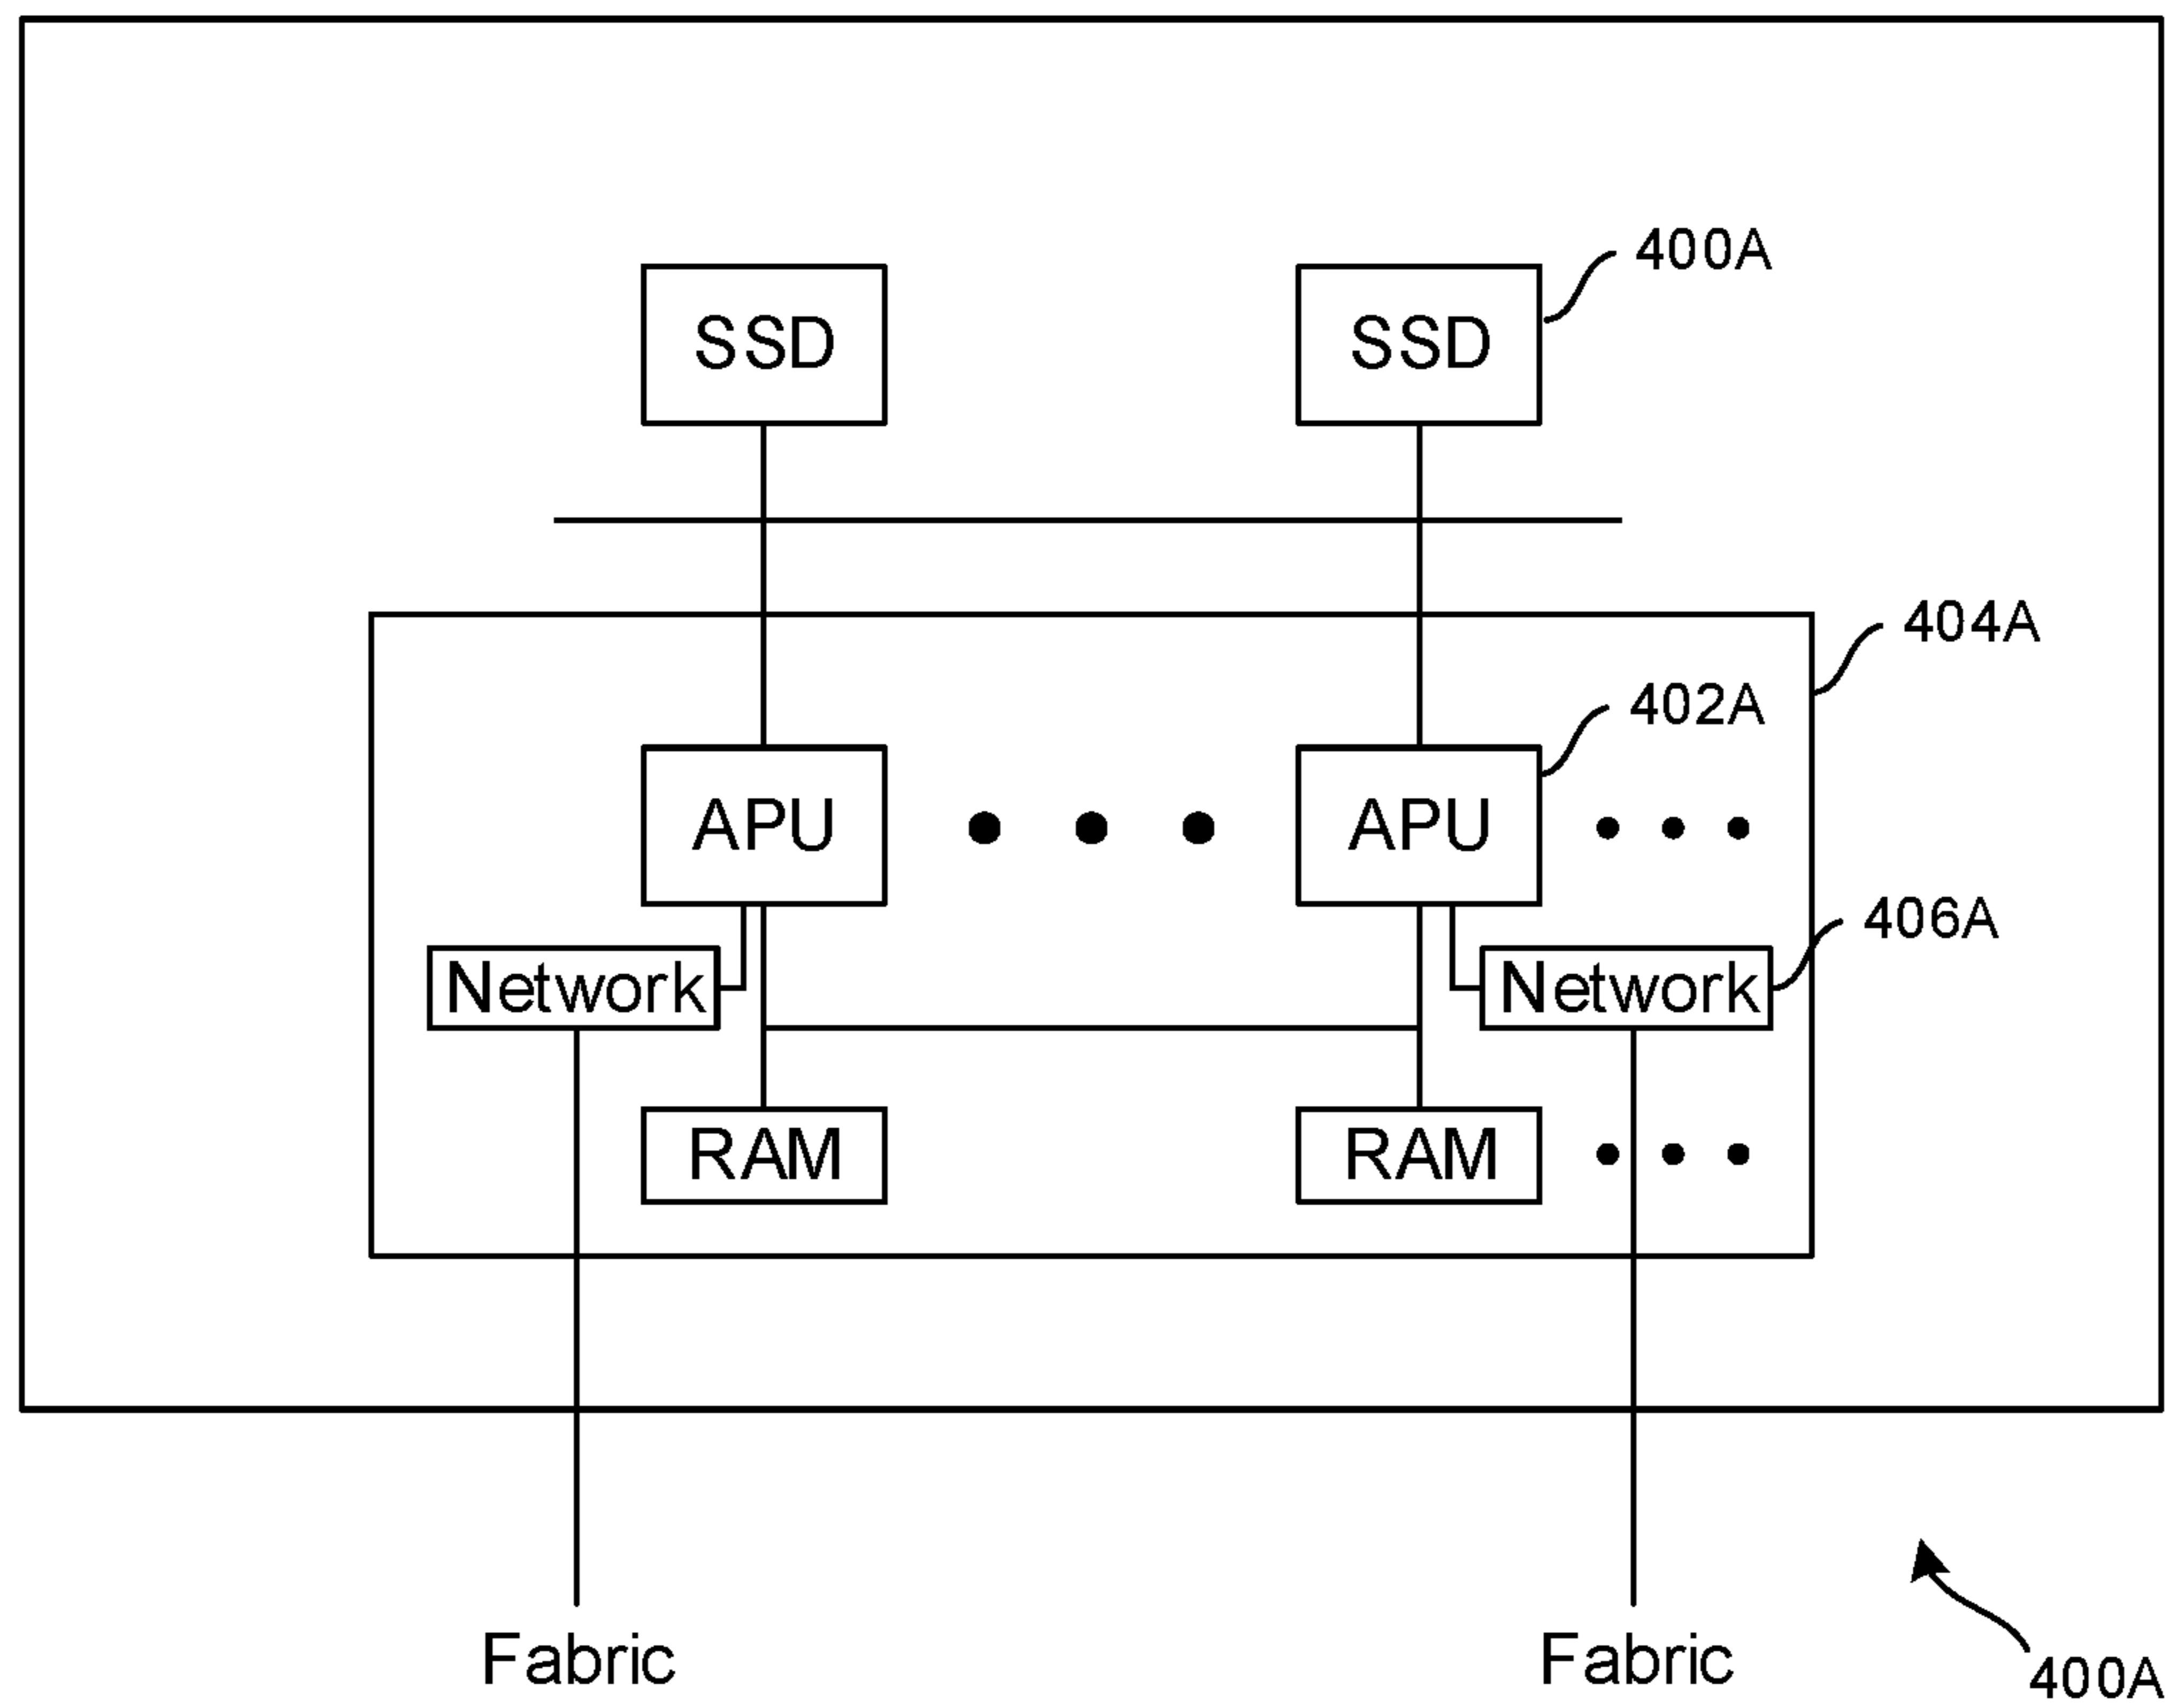 400A
SSD SSD
404A
402A
APU APU
406A
Network Network
RAM RAM
Fabric Fabric
400A